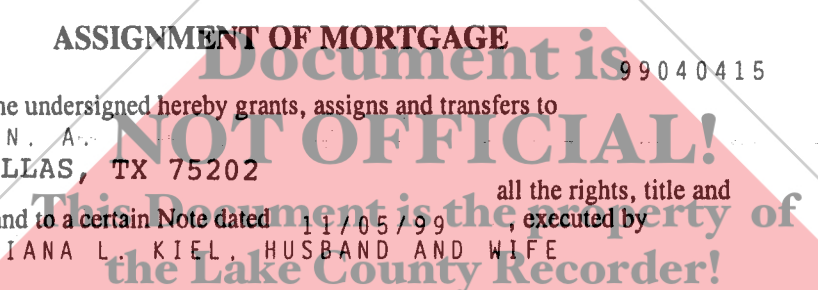 ASSIGNMENT OF MORTGAGE
Document is
99040415
ne undersigned hereby grants, assigns and transfers to
N. A.
NOT OFFICIAL!
LLAS, TX 75202
all the rights, title and
This Document is the property of
nd to a certain Note dated 11/05/99 , executed by
IANA L. KIEL, HUSBAND AND WIFE
the Lake County Recorder!